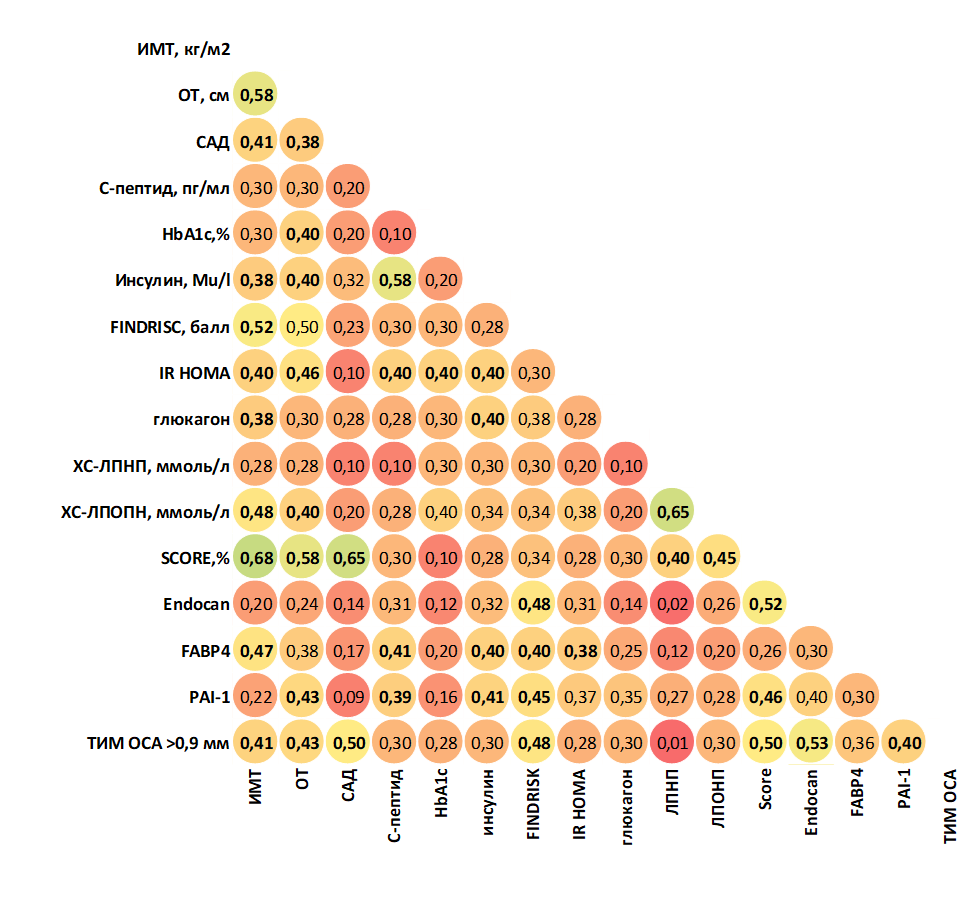 ИМТ, кг/м2
ОТ, см 0,58
САД 0,41 0,38
С-пептид, пг/мл 0,30 0,30 0,20
HbA1c,% 0,30 0,40 0,20 0,10
Инсулин, Mu/l 0,38 0,40 0,32 0,58 0,20
FINDRISC, балл 0,52 0,50 0,23 0,30 0,30 0,28
IR HOMA 0,40 0,46 0,10 0,40 0,40 0,40 0,30
глюкагон 0,38 0,30 0,28 0,28 0,30 0,40 0,38 0,28
ХС-ЛПНП, ммоль/л 0,28 0,28 0,10 0,10 0,30 0,30 0,30 0,20 0,10
ХС-ЛПОПН, ммоль/л 0,48 0,40 0,20 0,28 0,40 0,34 0,34 0,38 0,20 0,65
SCORE,% 0,68 0,58 0,65 0,30 0,10 0,28 0,34 0,28 0,30 0,40 0,45
Endocan 0,20 0,24 0,14 0,31 0,12 0,32 0,48 0,31 0,14 0,02 0,26 0,52
FABP4 0,47 0,38 0,17 0,41 0,20 0,40 0,40 0,38 0,25 0,12 0,20 0,26 0,30
PAI-1 0,22 0,43 0,09 0,39 0,16 0,41 0,45 0,37 0,35 0,27 0,28 0,46 0,40 0,30
ТИМ ОСА >0,9 мм 0,41 0,43 0,50 0,30 0,28 0,30 0,48 0,28 0,30 0,01 0,30 0,50 0,53 0,36 0,40
ИМТ
ОТ
САД
С-пептид
HbA1c
инсулин
FINDRISK
IR HOMA
глюкагон
ЛПНП
ЛПОНП
Score
Endocan
FABP4
PAI-1
ТИМ ОСА